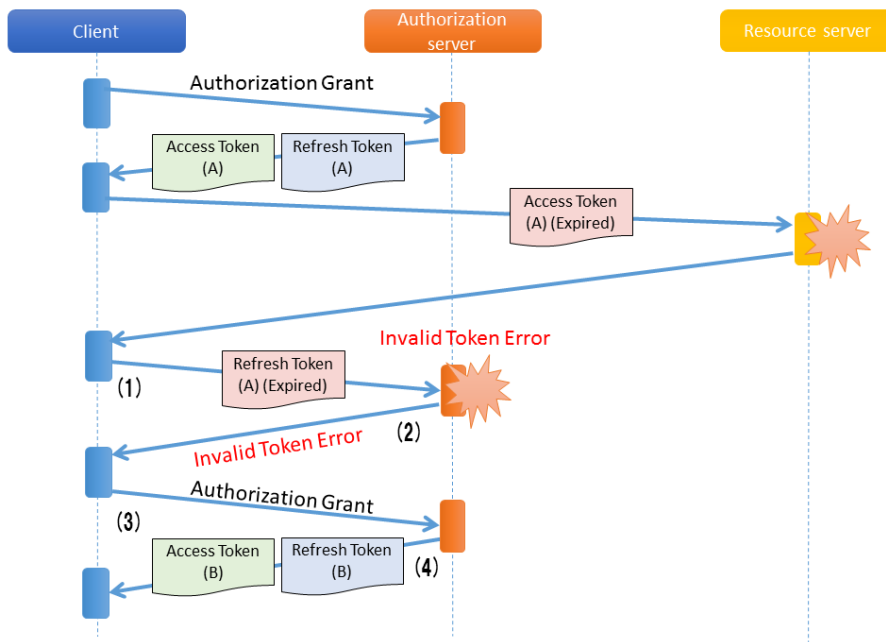 Client
Authorization
server
Resource server
Authorization Grant
Access Token
(A)
Refresh Token
(A)
Access Token
(A) (Expired)
Invalid Token Error
Refresh Token
(A) (Expired)
(1)
(2)
Invalid Token Error
Authorization Grant
(3)
Access Token
(B)
Refresh Token
(B)
(4)